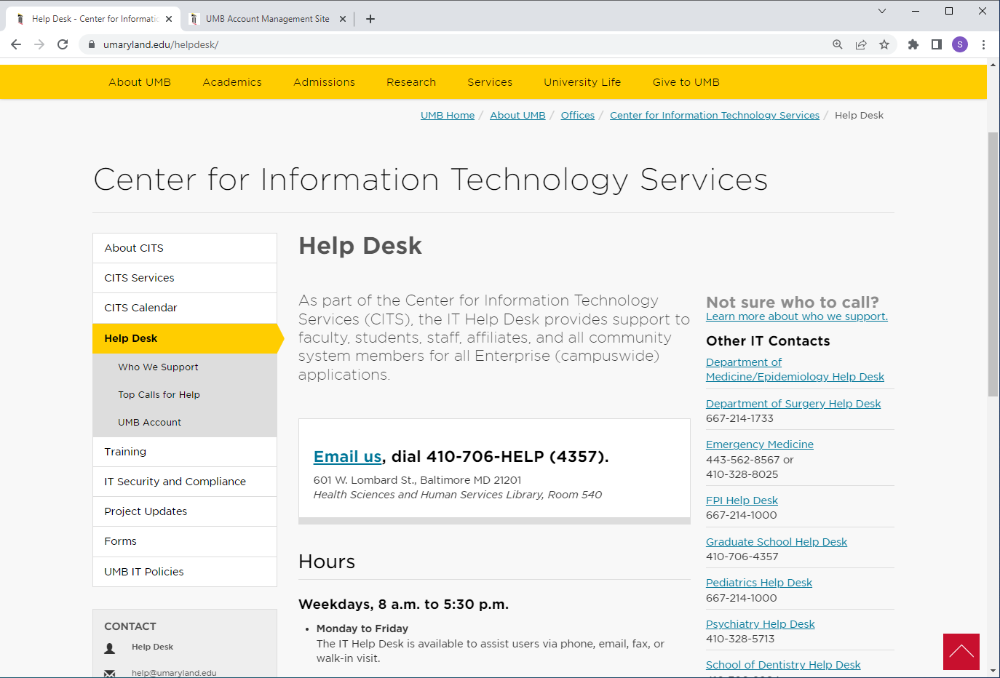 Help Desk - Center for Informatic
UMB Account Management Site
umaryland.edu/helpdesk/
S
About UMB
Academics
Admissions
Research
Services
University Life
Give to UMB
UMB Home / About UMB / Offices / Center for Information Technology Services / Help Desk
Center for Information Technology Services
About CITS
CITS Services
CITS Calendar
Help Desk
Who We Support
Top Calls for Help
UMB Account
Training
IT Security and Compliance
Project Updates
Forms
UMB IT Policies
CONTACT
Help Desk
help@umaryland.edu
Help Desk
As part of the Center for Information Technology
Services (CITS), the IT Help Desk provides support to
faculty, students, staff, affiliates, and all community
system members for all Enterprise (campuswide)
applications.
Email us, dial 410-706-HELP (4357).
601 W. Lombard St., Baltimore MD 21201
Health Sciences and Human Services Library, Room 540
Hours
Weekdays, 8 a.m. to 5:30 p.m.
• Monday to Friday
The IT Help Desk is available to assist users via phone, email, fax, or
walk-in visit.
Not sure who to call?
Learn more about who we support.
Other IT Contacts
Department of
Medicine/Epidemiology Help Desk
Department of Surgery Help Desk
667-214-1733
Emergency Medicine
443-562-8567 or
410-328-8025
FPI Help Desk
667-214-1000
Graduate School Help Desk
410-706-4357
Pediatrics Help Desk
667-214-1000
Psychiatry Help Desk
410-328-5713
School of Dentistry Help Desk